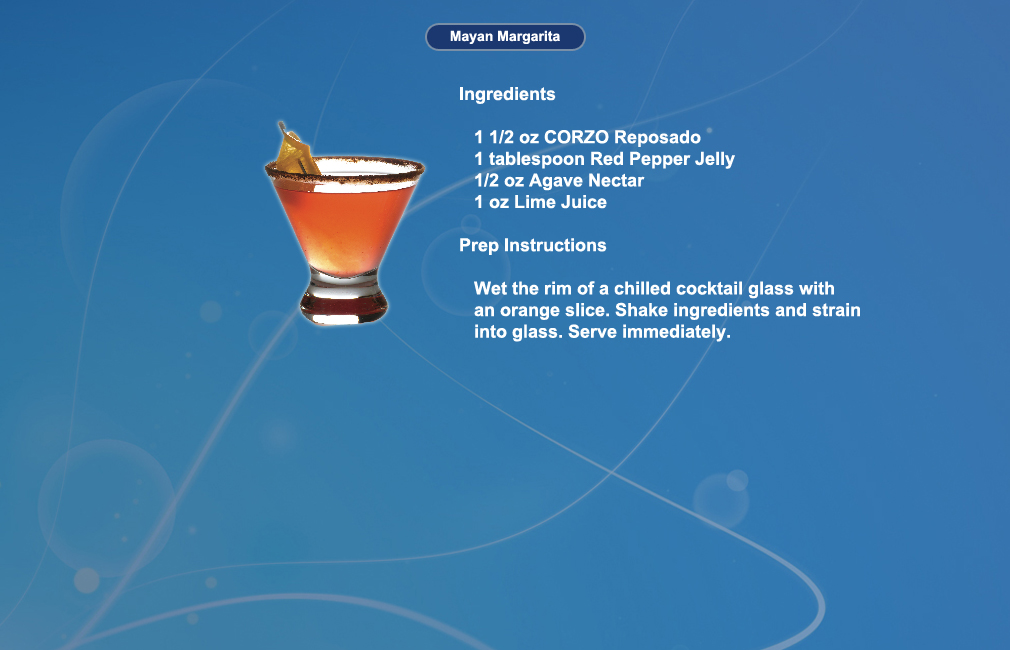 Mayan Margarita
Ingredients
1 1/2 oz CORZO Reposado
1 tablespoon Red Pepper Jelly
1/2 oz Agave Nectar
1 oz Lime Juice
Prep Instructions
Wet the rim of a chilled cocktail glass with
an orange slice. Shake ingredients and strain
into glass. Serve immediately.